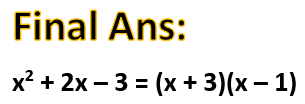 Final Ans:
x² + 2x – 3 = (x + 3)(x – 1)